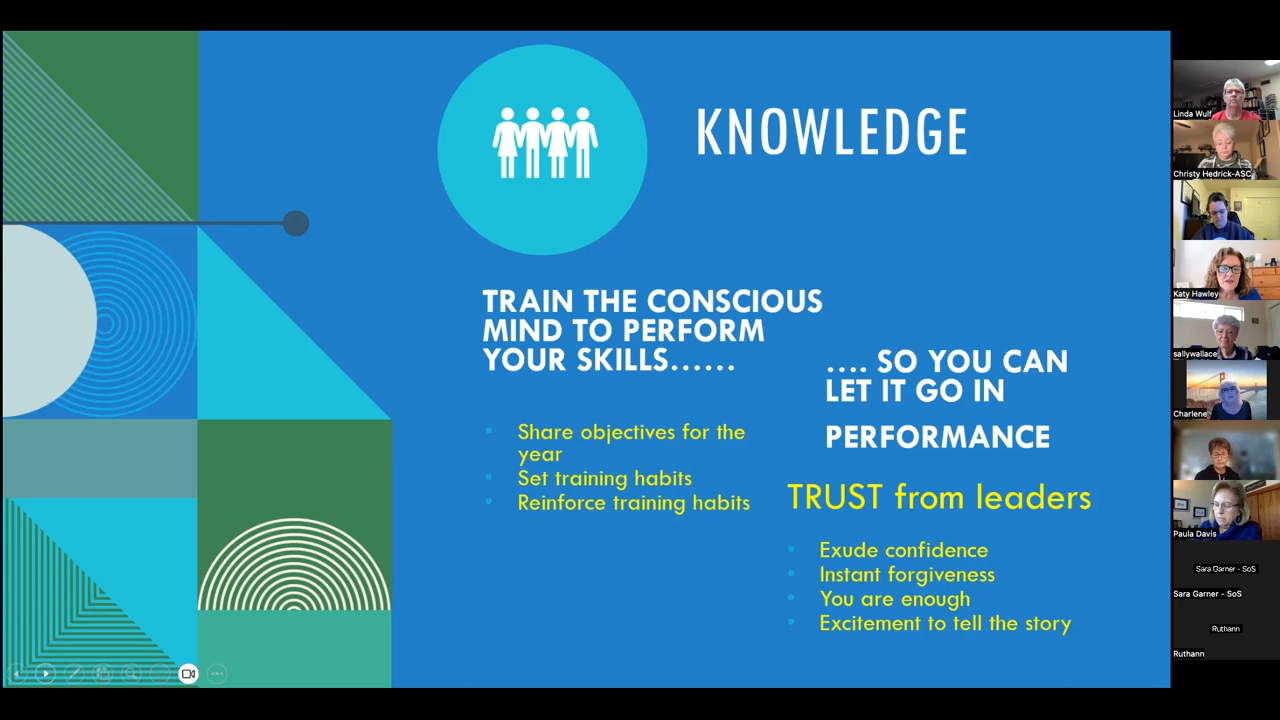 KNOWLEDGE
TRAIN THE CONSCIOUS
MIND TO PERFORM
YOUR SKILLS......
• Share objectives for the
year
• Set training habits
• Reinforce training habits
.... SO YOU CAN
LET IT GO IN
PERFORMANCE
TRUST from leaders
• Exude confidence
• Instant forgiveness
• You are enough
• Excitement to tell the story
Linda Wulf
Christy Hedrick-ASC
Katy Hawley
sallywallace
Charlene
Paula Davis
Sara Garner - SoS
Sara Garner - SoS
Ruthann
Ruthann